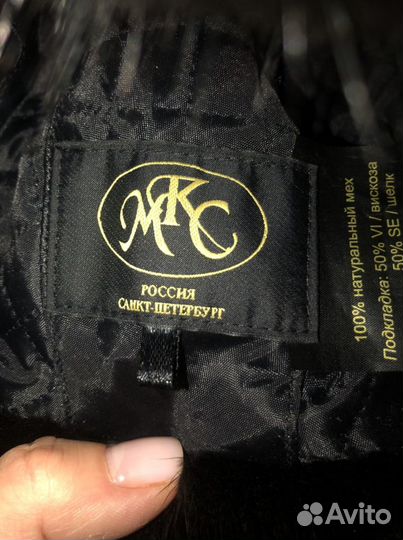 МКС
РОССИЯ
САНКТ-ПЕТЕРБУРГ
100% натуральный мех
Подкладка: 50% VI / вискоза
50% SE / шелк
Avito